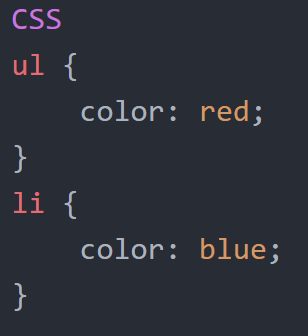 CSS
ul {
    color: red;
}
li {
    color: blue;
}